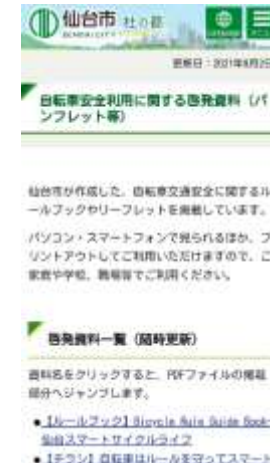 仙台市 杜の都
SENDAI CITY
更新日：2021年6月25
自転車安全利用に関する啓発資料（パ
ンフレット等）
仙台市が作成した、自転車交通安全に関するル
ールブックやリーフレットを掲載しています。
パソコン・スマートフォンで見られるほか、プ
リントアウトしてご利用いただけますので、ご
家庭や学校、職場等でご利用ください。
啓発資料一覧（随時更新）
資料名をクリックすると、PDFファイルの掲載
部分へジャンプします。
• 【ルールブック】Bicycle Rule Guide Book-
仙台スマートサイクルライフ
• 【チラシ】自転車はルールを守ってスマート